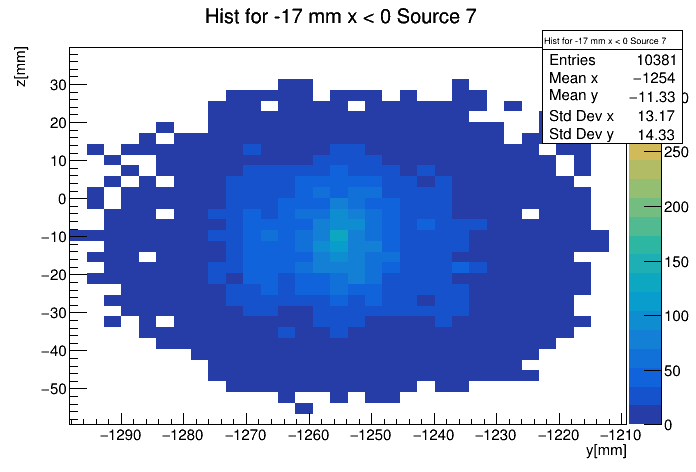 Hist for -17 mm x < 0 Source 7
Hist for -17 mm x < 0 Source 7
Entries 10381
Mean x −1254
Mean y −11.33
Std Dev x 13.17
Std Dev y 14.33
z[mm]
30
20
10
0
−10
−20
−30
−40
−50
−1290 −1280 −1270 −1260 −1250 −1240 −1230 −1220 −1210
y[mm]
250
200
150
100
50
0